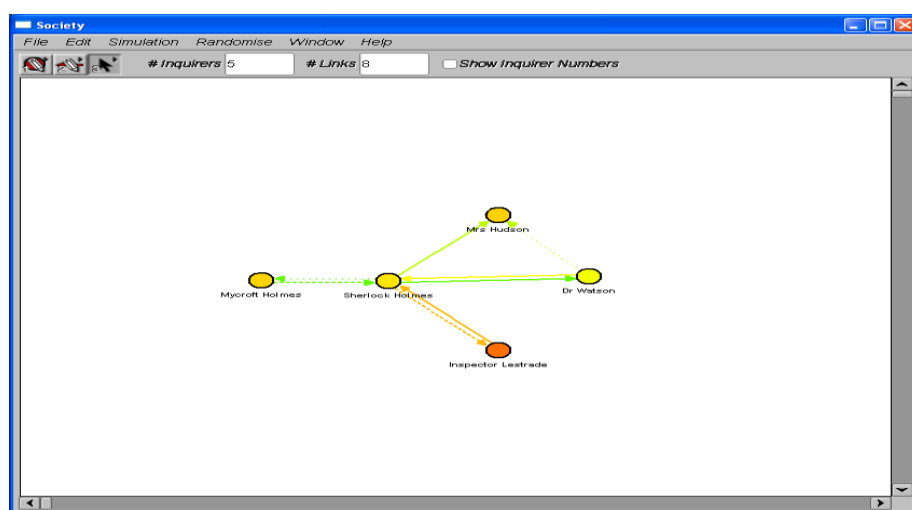 Society
File Edit Simulation Randomise Window Help
# Inquirers 5 # Links 8 Show Inquirer Numbers
Mrs Hudson
Mycroft Holmes Sherlock Holmes Dr Watson
Inspector Lestrade